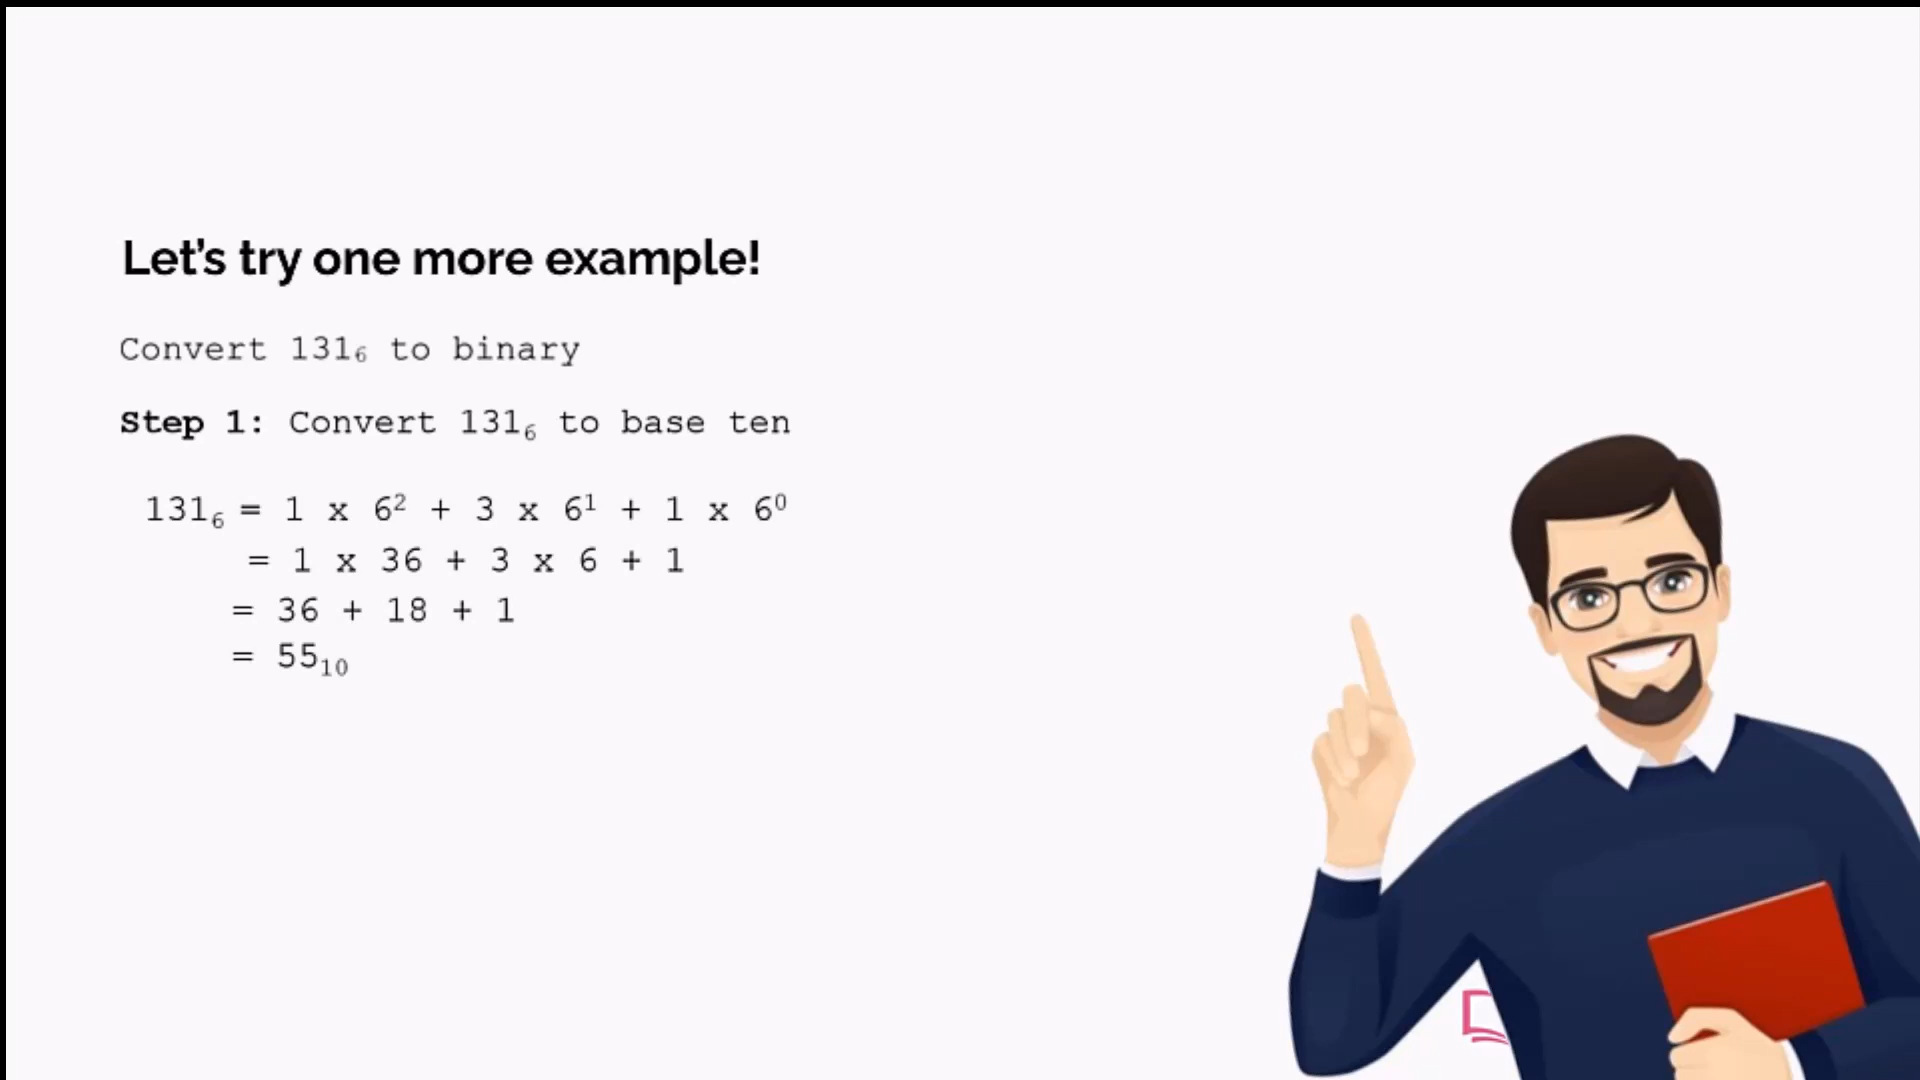 Let's try one more example!
Convert 131₆ to binary
Step 1: Convert 131₆ to base ten
131₆ = 1 x 6² + 3 x 6¹ + 1 x 6⁰
= 1 x 36 + 3 x 6 + 1
= 36 + 18 + 1
= 55₁₀